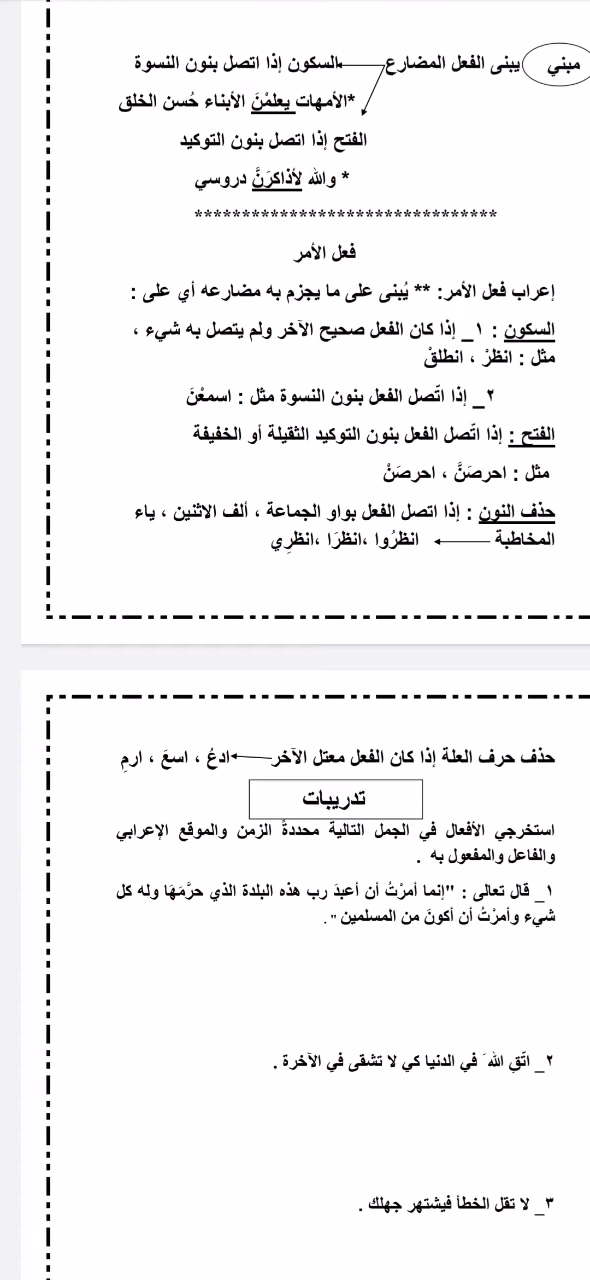 مبني يبنى الفعل المضارع السكون إذا اتصل بنون النسوة
*الأمهات يعلمْنَ الأبناء حُسن الخلق
الفتح إذا اتصل بنون التوكيد
* والله لأذاكرَنَّ دروسي
********************************
فعل الأمر
إعراب فعل الأمر: ** يُبنى على ما يجزم به مضارعه أي على :
السكون : ١_ إذا كان الفعل صحيح الآخر ولم يتصل به شيء ،
مثل : انظرْ ، انطلقْ
٢_ إذا اتّصل الفعل بنون النسوة مثل : اسمعْنَ
الفتح : إذا اتّصل الفعل بنون التوكيد الثقيلة أو الخفيفة
مثل : احرصَنَّ ، احرصَنْ
حذف النون : إذا اتصل الفعل بواو الجماعة ، ألف الاثنين ، ياء
المخاطبة انظرُوا ،انظرَا ،انظرِي
حذف حرف العلة إذا كان الفعل معتل الآخر ادعُ ، اسعَ ، ارمِ
تدريبات
استخرجي الأفعال في الجمل التالية محددةً الزمن والموقع الإعرابي
والفاعل والمفعول به .
١_ قال تعالى : "إنما أمرْتُ أن أعبدَ رب هذه البلدة الذي حرَّمَهَا وله كل
شيء وأمرْتُ أن أكونَ من المسلمين " .
٢_ اتّقِ اللهَ في الدنيا كي لا تشقى في الآخرة .
٣_ لا تقل الخطأ فيشتهر جهلك .